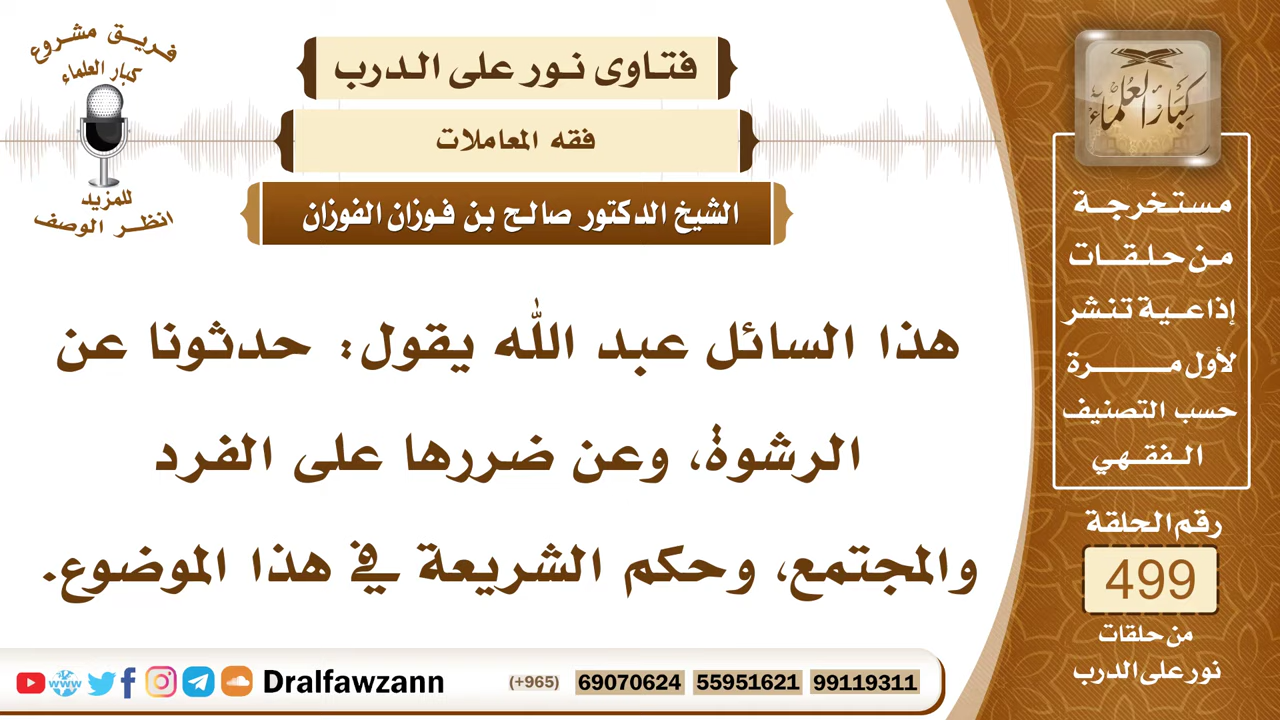 فريق مشروع
كبار العلماء
للمزيد
انظر الوصف
فتاوى نور على الدرب
فقه المعاملات
الشيخ الدكتور صالح بن فوزان الفوزان
هذا السائل عبد الله يقول: حدثونا عن
الرشوة، وعن ضررها على الفرد
والمجتمع، وحكم الشريعة في هذا الموضوع.
كبار العلماء
مستخرجة
من حلقات
إذاعية تنشر
لأول مرة
حسب التصنيف
الفقهي
رقم الحلقة
499
من حلقات
نور على الدرب
www Dralfawzann (+965) 69070624 55951621 99119311